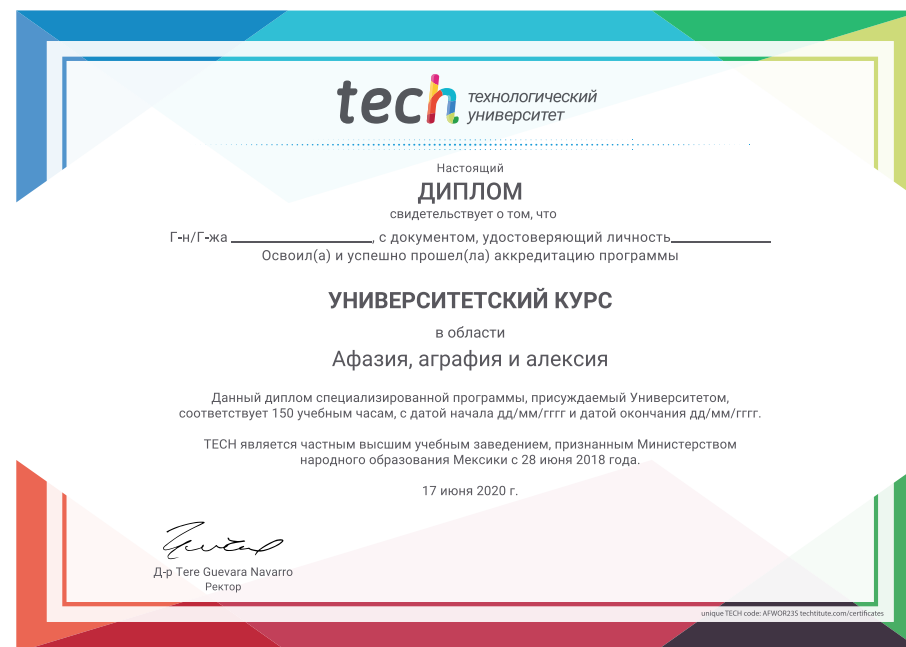 tech технологический
университет
Настоящий
ДИПЛОМ
свидетельствует о том, что
Г-н/Г-жа ____________________, с документом, удостоверяющий личность______________
Освоил(а) и успешно прошел(ла) аккредитацию программы
УНИВЕРСИТЕТСКИЙ КУРС
в области
Афазия, аграфия и алексия
Данный диплом специализированной программы, присуждаемый Университетом,
соответствует 150 учебным часам, с датой начала дд/мм/гггг и датой окончания дд/мм/гггг.
TECH является частным высшим учебным заведением, признанным Министерством
народного образования Мексики с 28 июня 2018 года.
17 июня 2020 г.
Д-р Tere Guevara Navarro
Ректор
unique TECH code: AFWOR23S techtitute.com/certificates